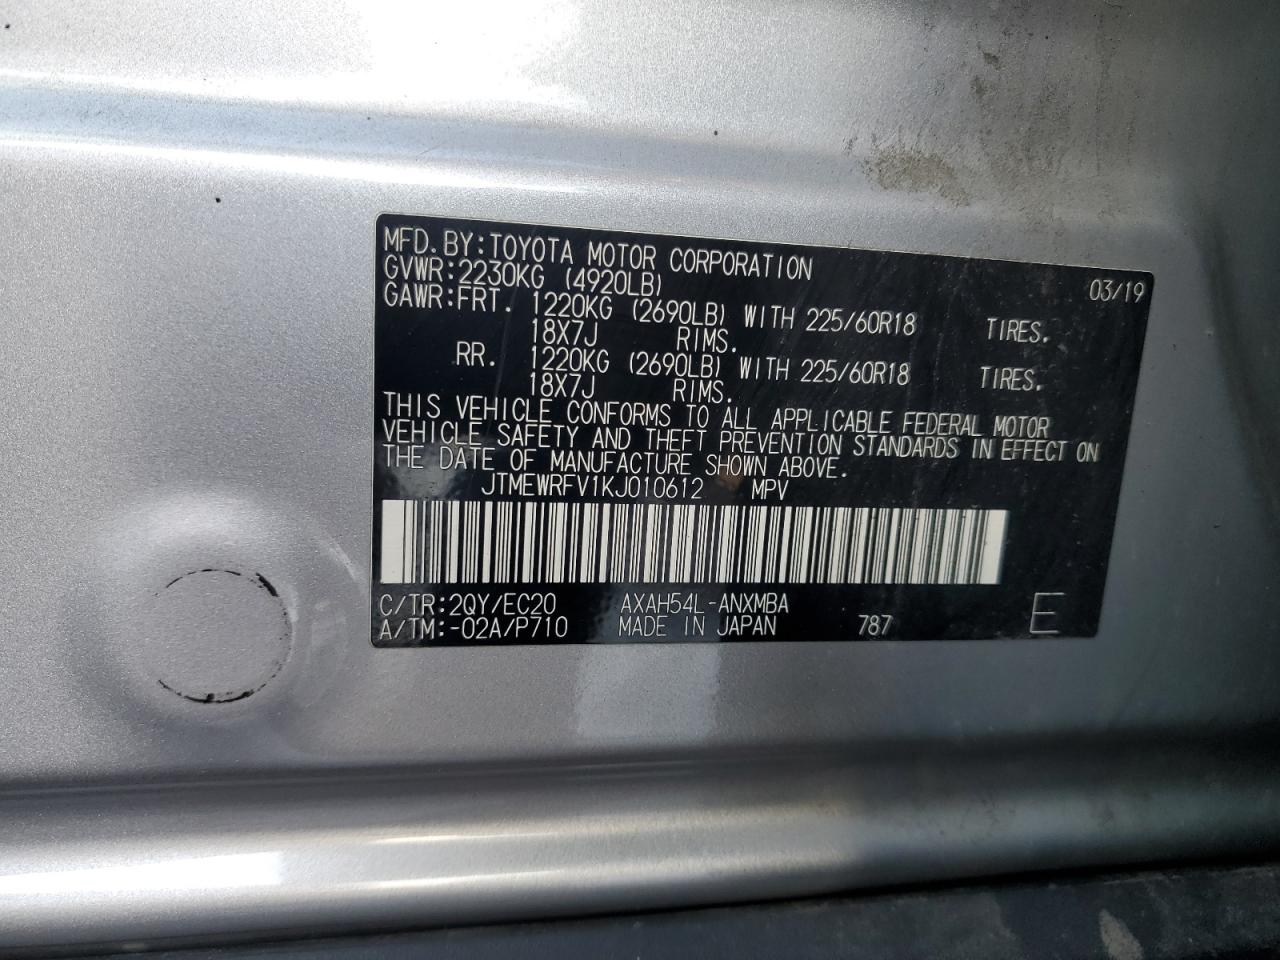 MFD. BY: TOYOTA MOTOR CORPORATION 03/19
GVWR: 2230KG (4920LB)
GAWR: FRT. 1220KG (2690LB) WITH 225/60R18 TIRES.
18X7J RIMS.
RR. 1220KG (2690LB) WITH 225/60R18 TIRES.
18X7J RIMS.
THIS VEHICLE CONFORMS TO ALL APPLICABLE FEDERAL MOTOR
VEHICLE SAFETY AND THEFT PREVENTION STANDARDS IN EFFECT ON
THE DATE OF MANUFACTURE SHOWN ABOVE.
JTMEWRFV1KJ010612 MPV
C/TR: 2QY/EC20 AXAH54L-ANXMBA
A/TM: -02A/P710 MADE IN JAPAN 787 E